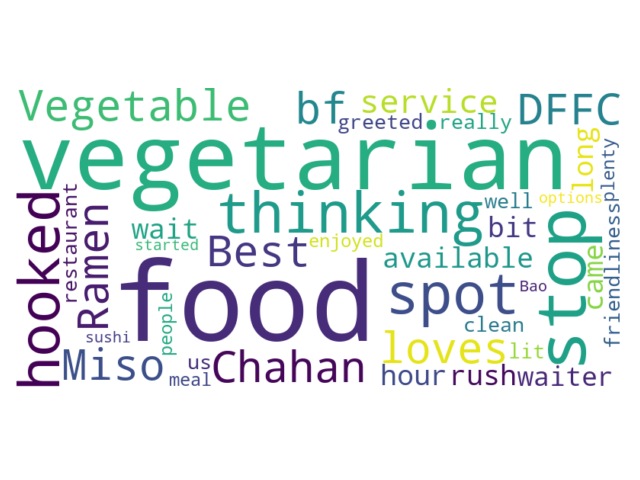 Vegetable
bf
service
DFFC
greeted
really
vegetarian
long
plenty
hooked
restaurant
Ramen
thinking
well
options
wait
started
Best
enjoyed
bit
available
stop
came
friendliness
food
spot
Bao
clean
people
sushi
Miso
us
meal
Chahan
loves
lit
hour
rush
waiter